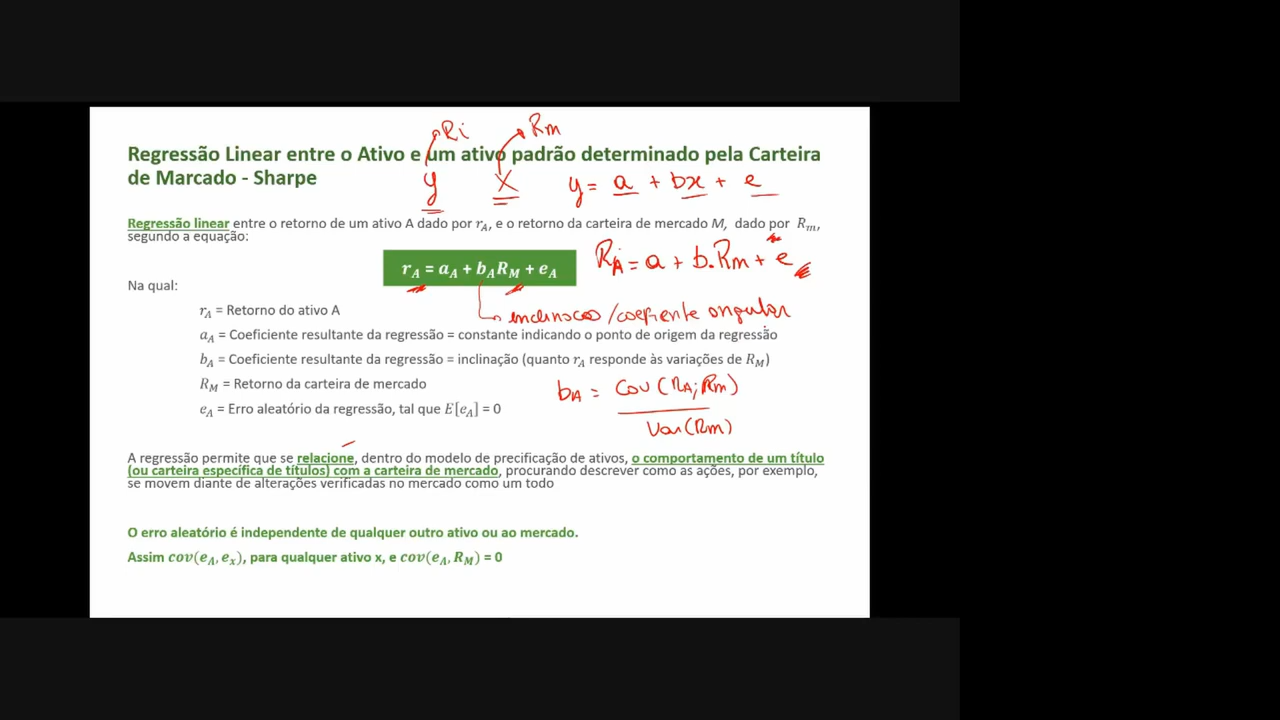 Ri Rm
Regressão Linear entre o Ativo e um ativo padrão determinado pela Carteira
de Marcado - Sharpe
y x y = a + bx + e
Regressão linear entre o retorno de um ativo A dado por r_A, e o retorno da carteira de mercado M, dado por R_m,
segundo a equação:
r_A = a_A + b_A R_M + e_A
R_A = a + b.Rm + e
Na qual:
r_A = Retorno do ativo A
inclinacao / coeficiente angular
a_A = Coeficiente resultante da regressão = constante indicando o ponto de origem da regressão
b_A = Coeficiente resultante da regressão = inclinação (quanto r_A responde às variações de R_M)
R_M = Retorno da carteira de mercado
b_A = Cov(R_A; Rm)
Var(Rm)
e_A = Erro aleatório da regressão, tal que E[e_A] = 0
A regressão permite que se relacione, dentro do modelo de precificação de ativos, o comportamento de um título
(ou carteira específica de títulos) com a carteira de mercado, procurando descrever como as ações, por exemplo,
se movem diante de alterações verificadas no mercado como um todo
O erro aleatório é independente de qualquer outro ativo ou ao mercado.
Assim cov(e_A, e_x), para qualquer ativo x, e cov(e_A, R_M) = 0